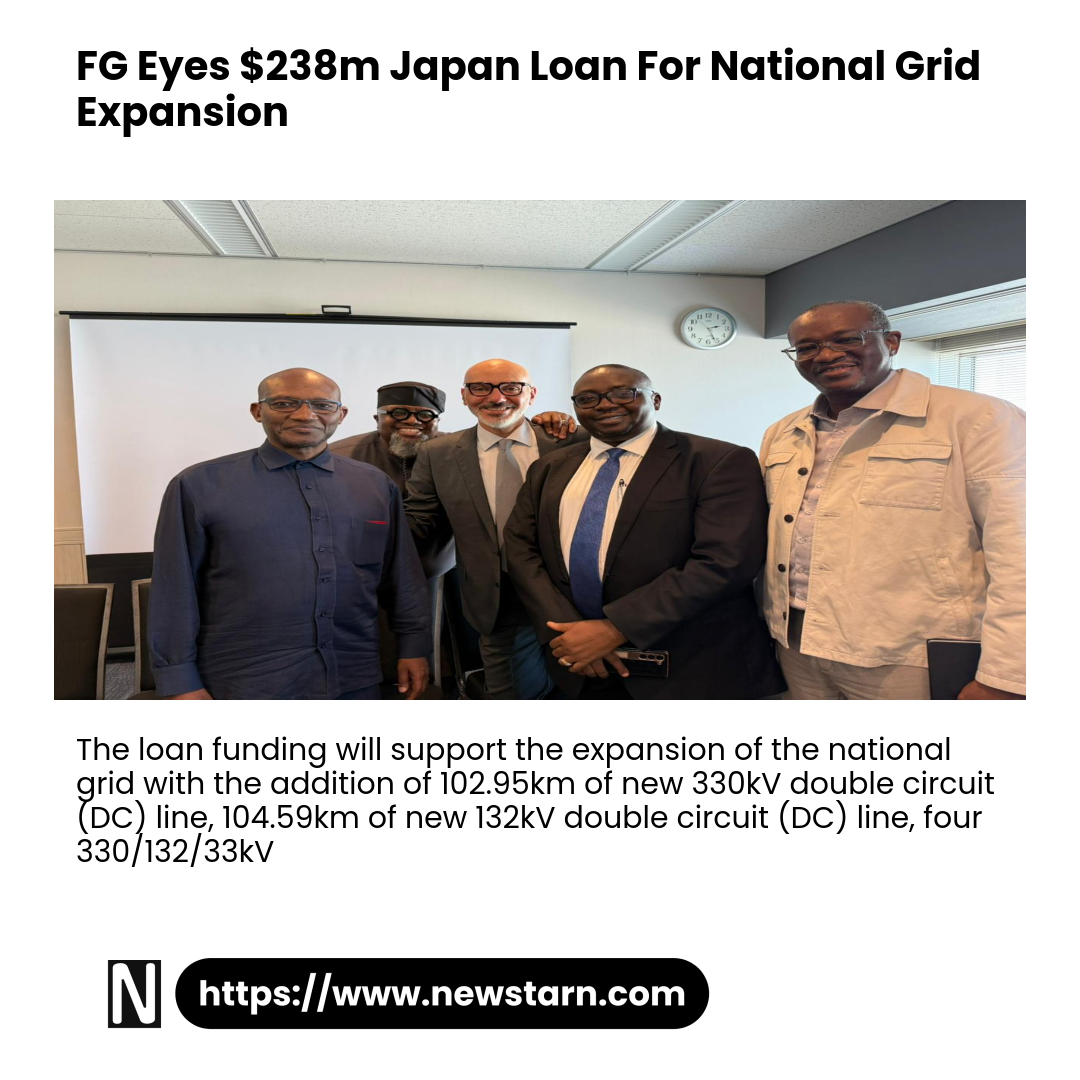 FG Eyes $238m Japan Loan For National Grid
Expansion
The loan funding will support the expansion of the national
grid with the addition of 102.95km of new 330kV double circuit
(DC) line, 104.59km of new 132kV double circuit (DC) line, four
330/132/33kV
N
https://www.newstarn.com